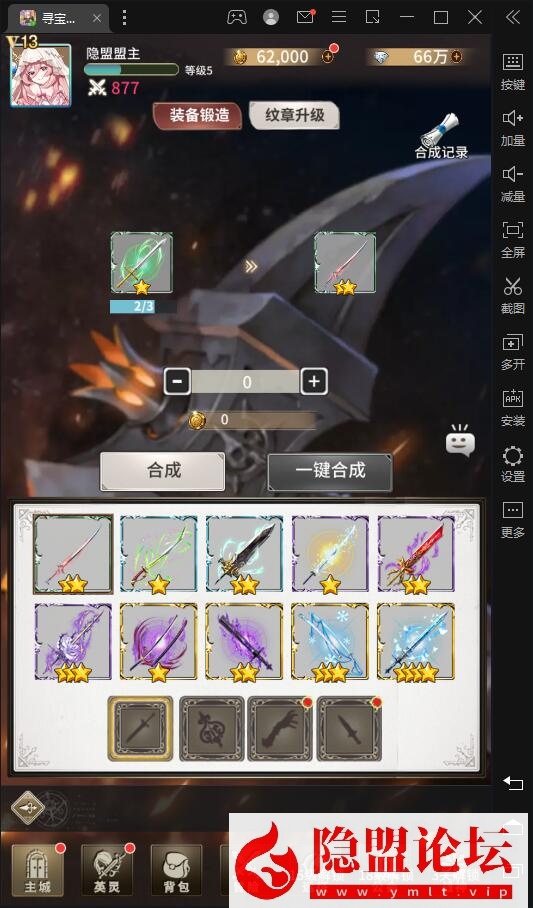 寻宝...
V13
隐盟盟主
等级5
877
62,000
66万
装备锻造
纹章升级
合成记录
2/3
0
0
合成
一键合成
主城
英灵
背包
按键
加量
减量
全屏
截图
多开
APK
安装
设置
更多
隐盟论坛
www.ymlt.vip